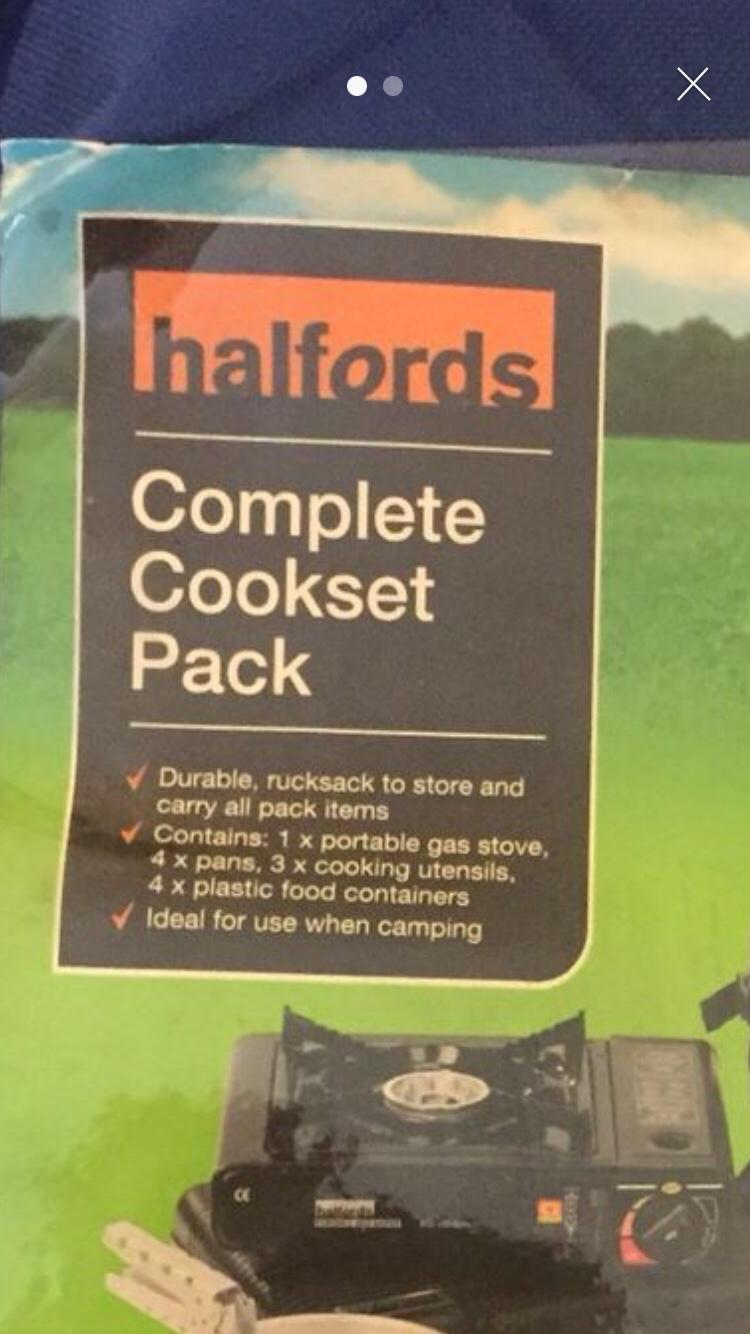 halfords
Complete
Cookset
Pack
Durable, rucksack to store and
carry all pack items
Contains: 1 x portable gas stove,
4 x pans, 3 x cooking utensils,
4 x plastic food containers
Ideal for use when camping
CE
halfords